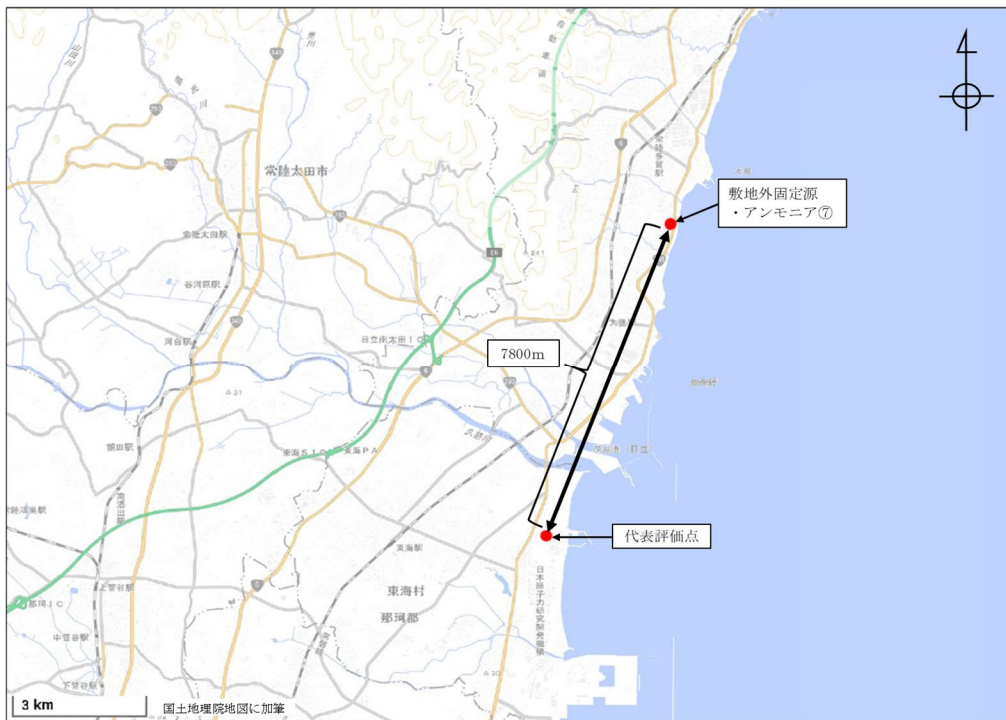 常陸太田市
常陸多賀駅
敷地外固定源
・アンモニア⑦
常陸太田駅
E6
谷河原駅
349
河合駅
日立南太田IC
6
7800m
293
久慈川
額田駅
東海SIC
東海PA
代表評価点
東海駅
東海村
那珂郡
日本原子力研究開発機構
那珂IC
上菅谷駅
中菅谷駅
下菅谷駅
3 km
国土地理院地図に加筆